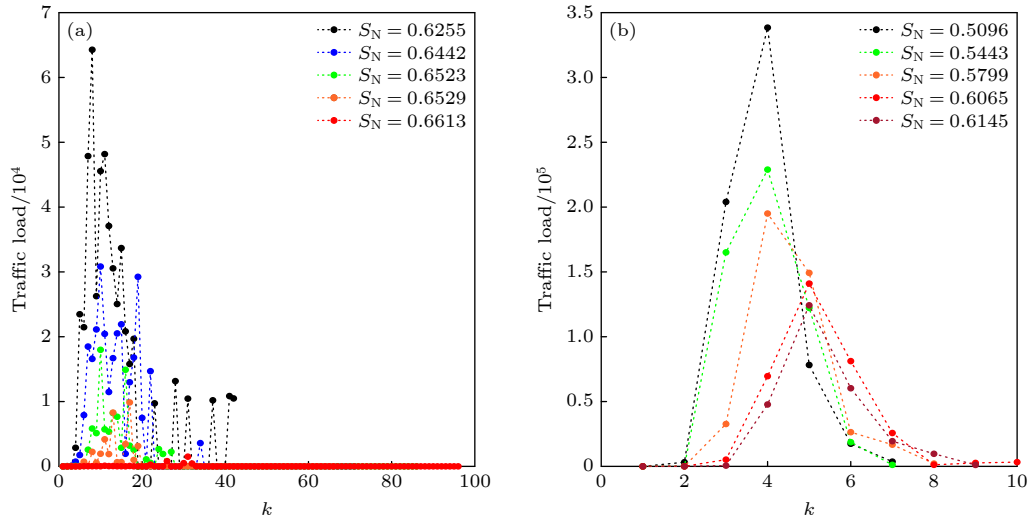 (a)
S_N = 0.6255
S_N = 0.6442
S_N = 0.6523
S_N = 0.6529
S_N = 0.6613
Traffic load/10^4
7
6
5
4
3
2
1
0
0 20 40 60 80 100
k
(b)
S_N = 0.5096
S_N = 0.5443
S_N = 0.5799
S_N = 0.6065
S_N = 0.6145
Traffic load/10^5
3.5
3.0
2.5
2.0
1.5
1.0
0.5
0
0 2 4 6 8 10
k